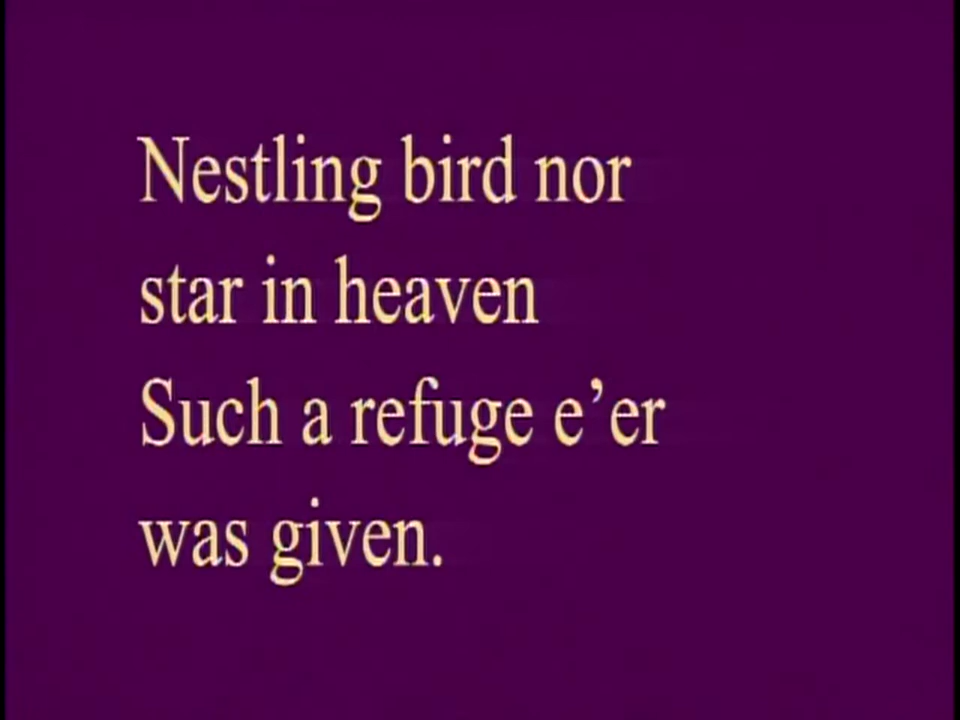 Nestling bird nor
star in heaven
Such a refuge e’er
was given.